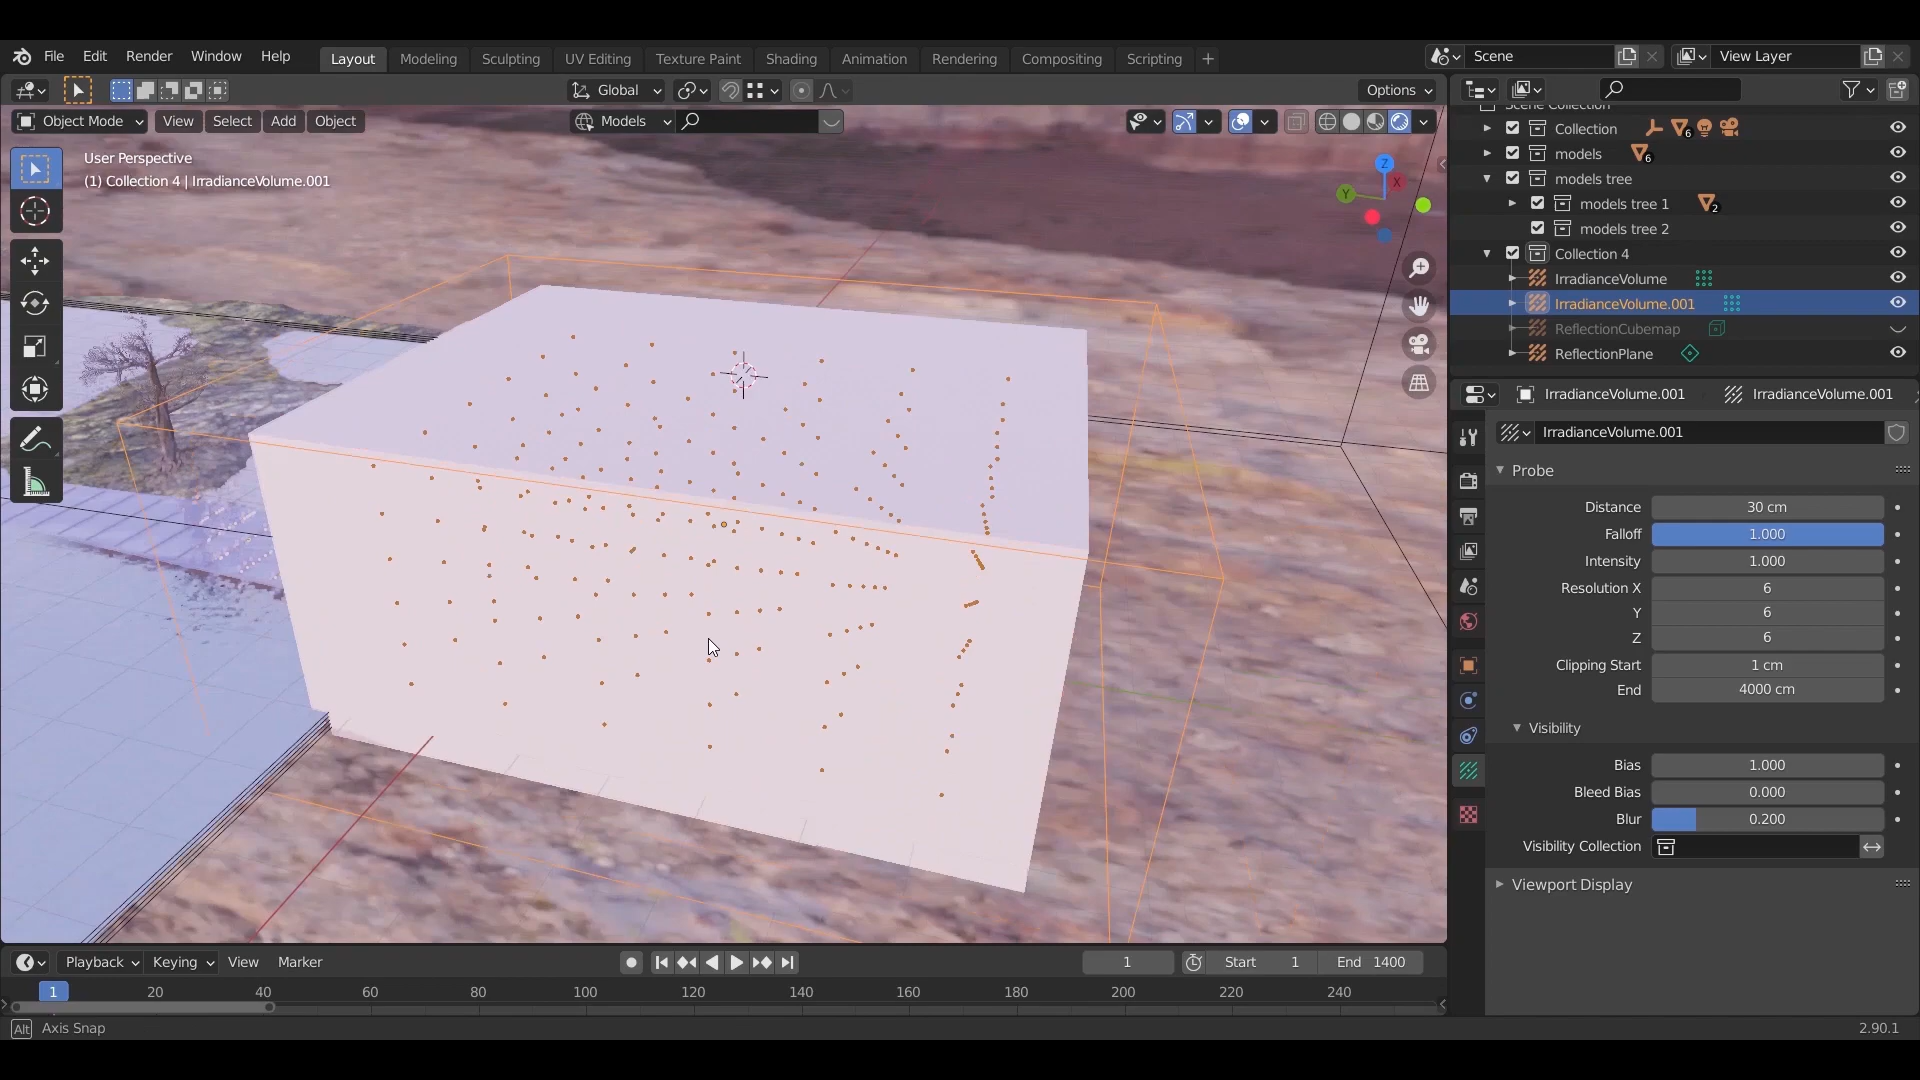 File Edit Render Window Help Layout Modeling Sculpting UV Editing Texture Paint Shading Animation Rendering Compositing Scripting + Scene View Layer
Global Options
Object Mode View Select Add Object Models
User Perspective
(1) Collection 4 | IrradianceVolume.001
Z
X
Y
Scene Collection
Collection 6
models 6
models tree
models tree 1 2
models tree 2
Collection 4
IrradianceVolume
IrradianceVolume.001
ReflectionCubemap
ReflectionPlane
IrradianceVolume.001 IrradianceVolume.001
IrradianceVolume.001
Probe
Distance 30 cm
Falloff 1.000
Intensity 1.000
Resolution X 6
Y 6
Z 6
Clipping Start 1 cm
End 4000 cm
Visibility
Bias 1.000
Bleed Bias 0.000
Blur 0.200
Visibility Collection
Viewport Display
Playback Keying View Marker 1 Start 1 End 1400
1 20 40 60 80 100 120 140 160 180 200 220 240
Alt Axis Snap 2.90.1